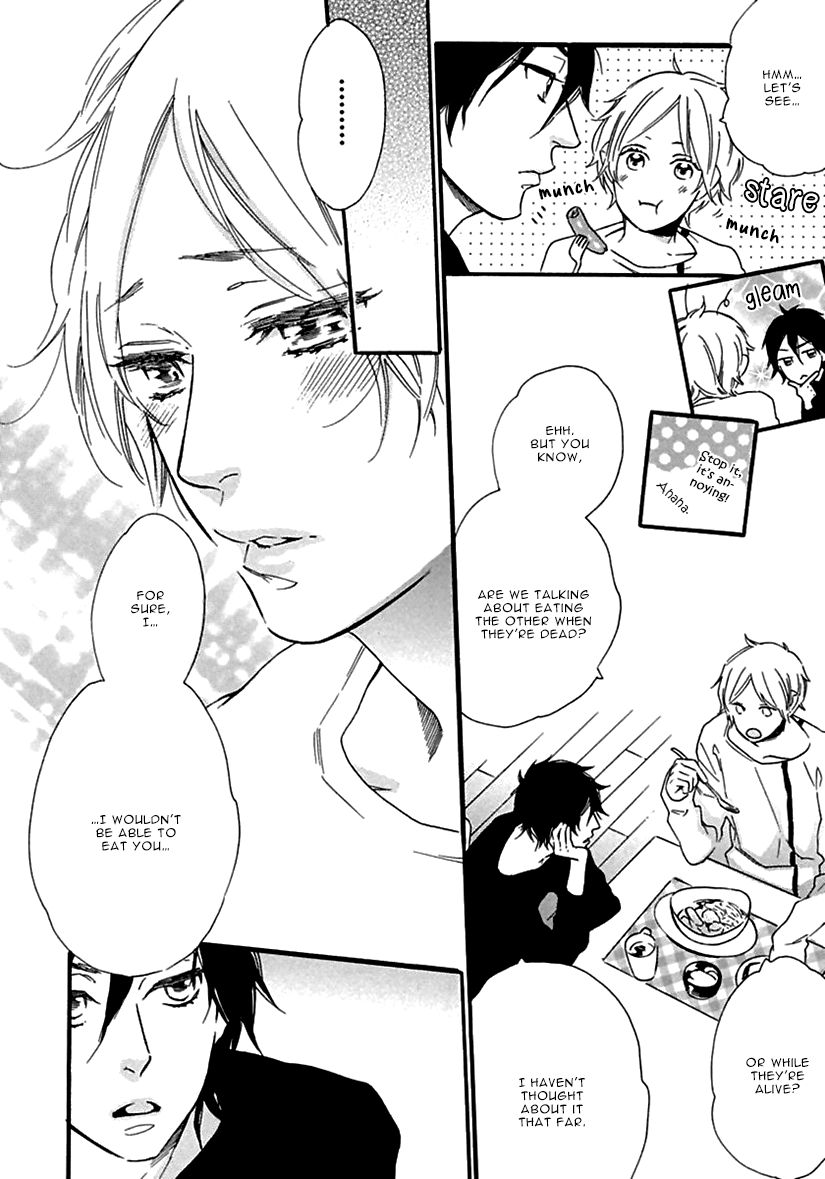 HMM...
LET'S
SEE...
stare
munch
munch
gleam
Stop it,
it's an-
noying!
Ahaha.
EHH.
BUT YOU
KNOW,
ARE WE TALKING
ABOUT EATING
THE OTHER WHEN
THEY'RE DEAD?
OR WHILE
THEY'RE
ALIVE?
I HAVEN'T
THOUGHT
ABOUT IT
THAT FAR.
........
FOR
SURE,
I...
...I WOULDN'T
BE ABLE TO
EAT YOU...